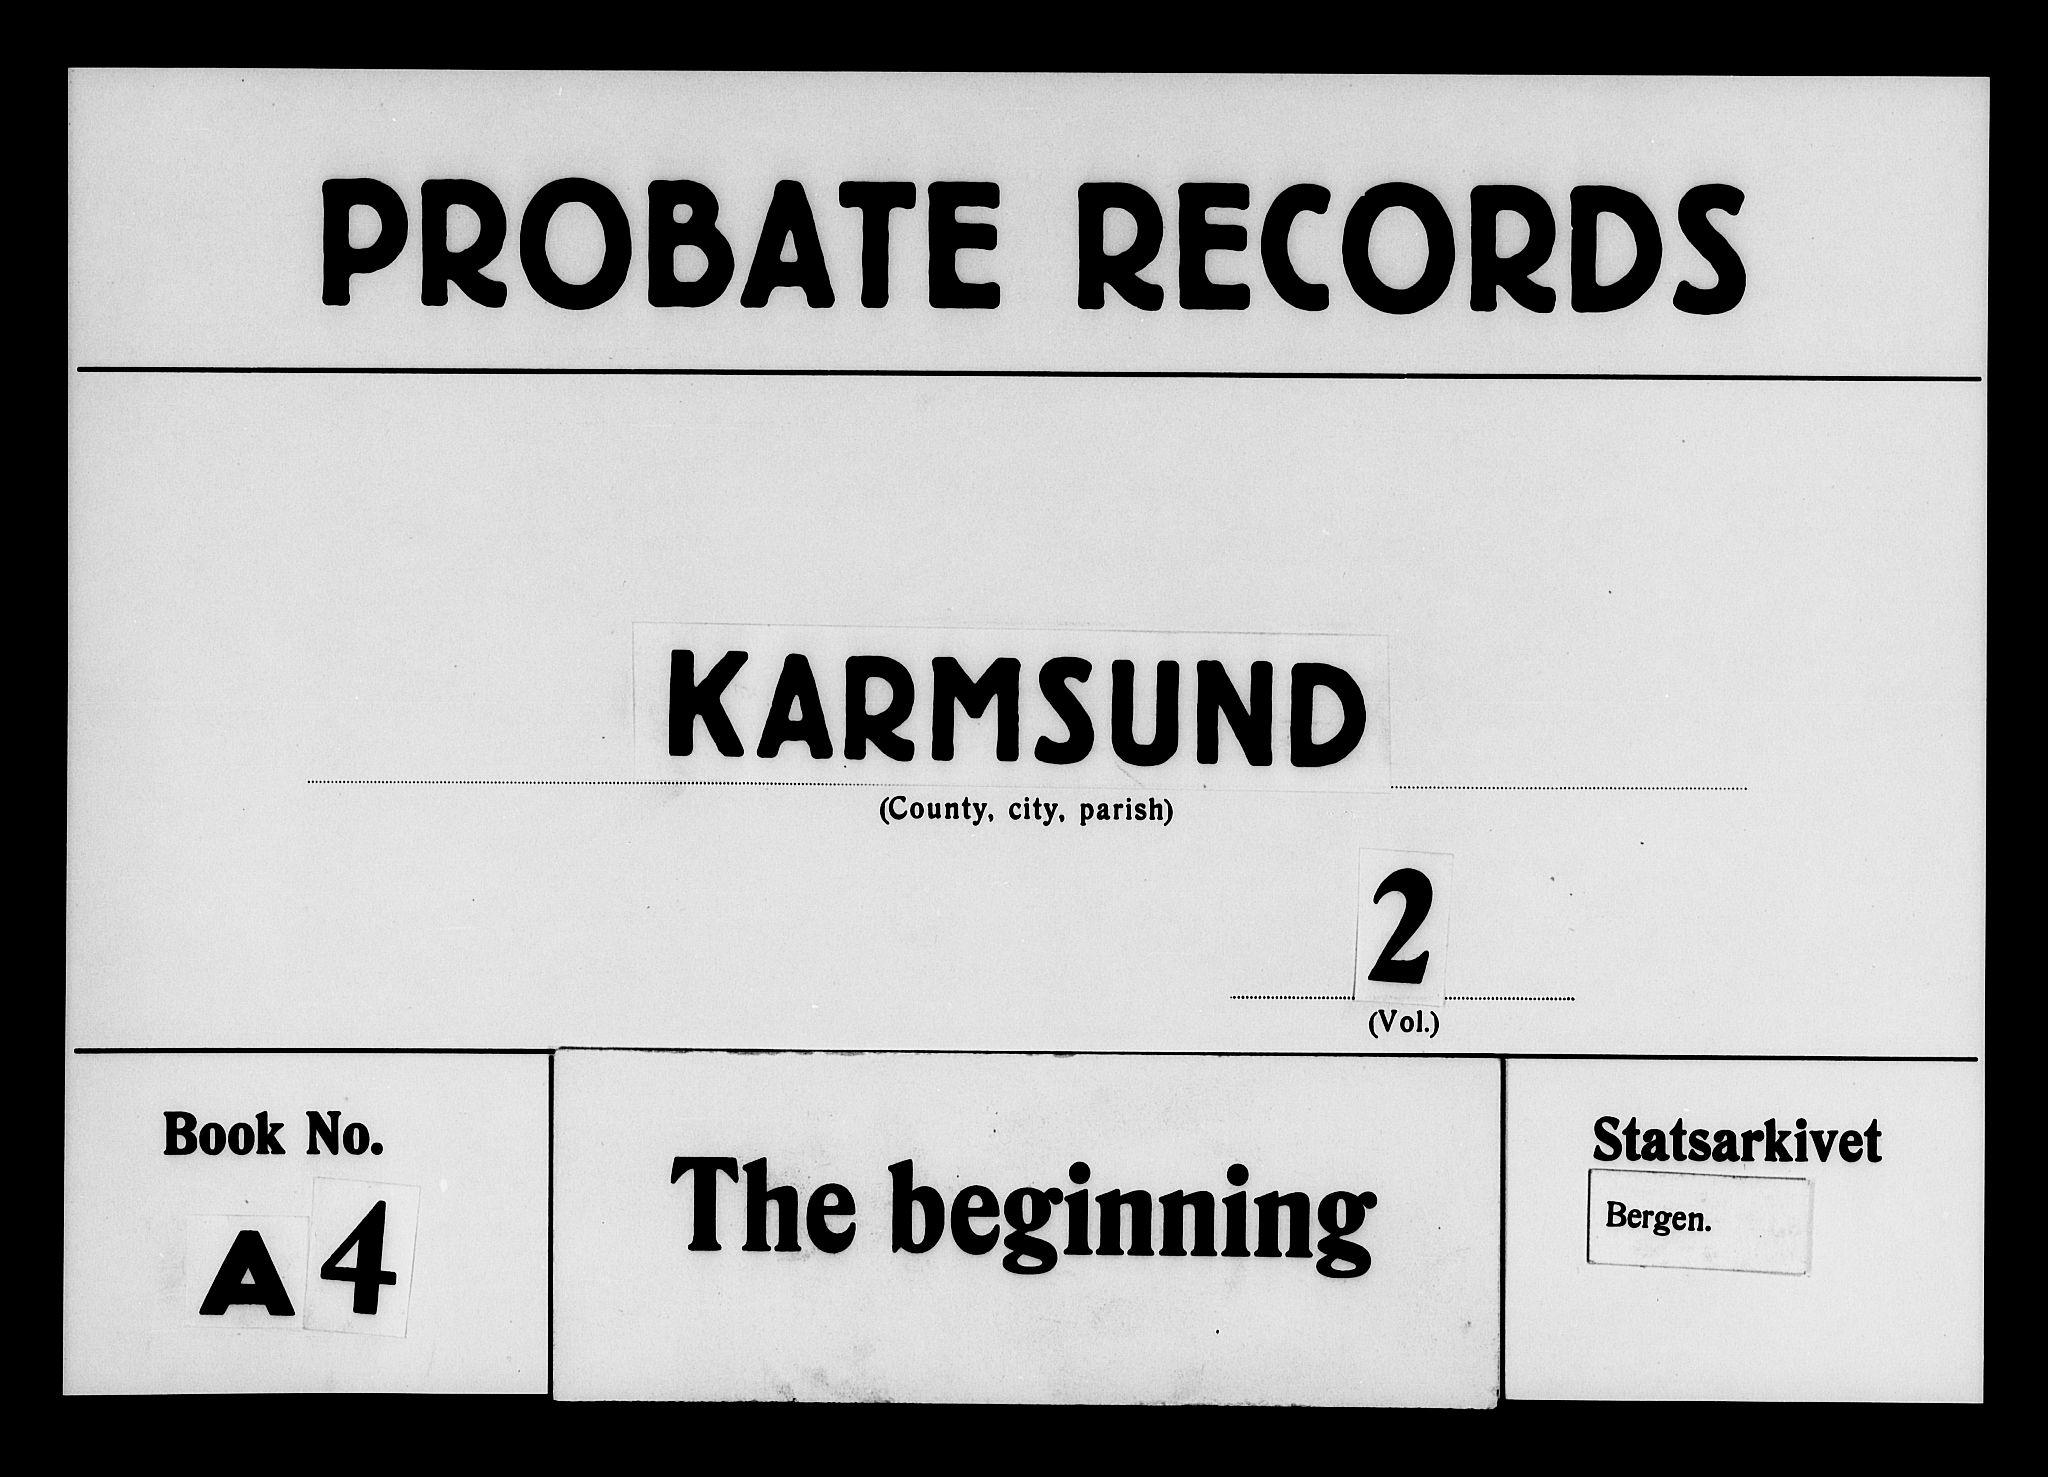 PROBATE RECORDS
KARMSUND
(County, city, parish)
2
(Vol.)
Book No.
A 4
The beginning
Statsarkivet
Bergen.